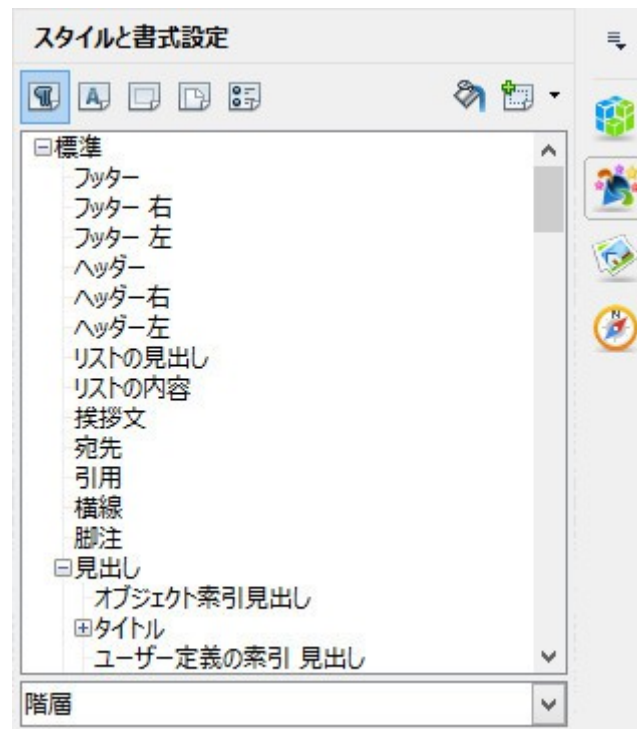 スタイルと書式設定
標準
フッター
フッター 右
フッター 左
ヘッダー
ヘッダー右
ヘッダー左
リストの見出し
リストの内容
挨拶文
宛先
引用
横線
脚注
見出し
オブジェクト索引見出し
タイトル
ユーザー定義の索引 見出し
階層